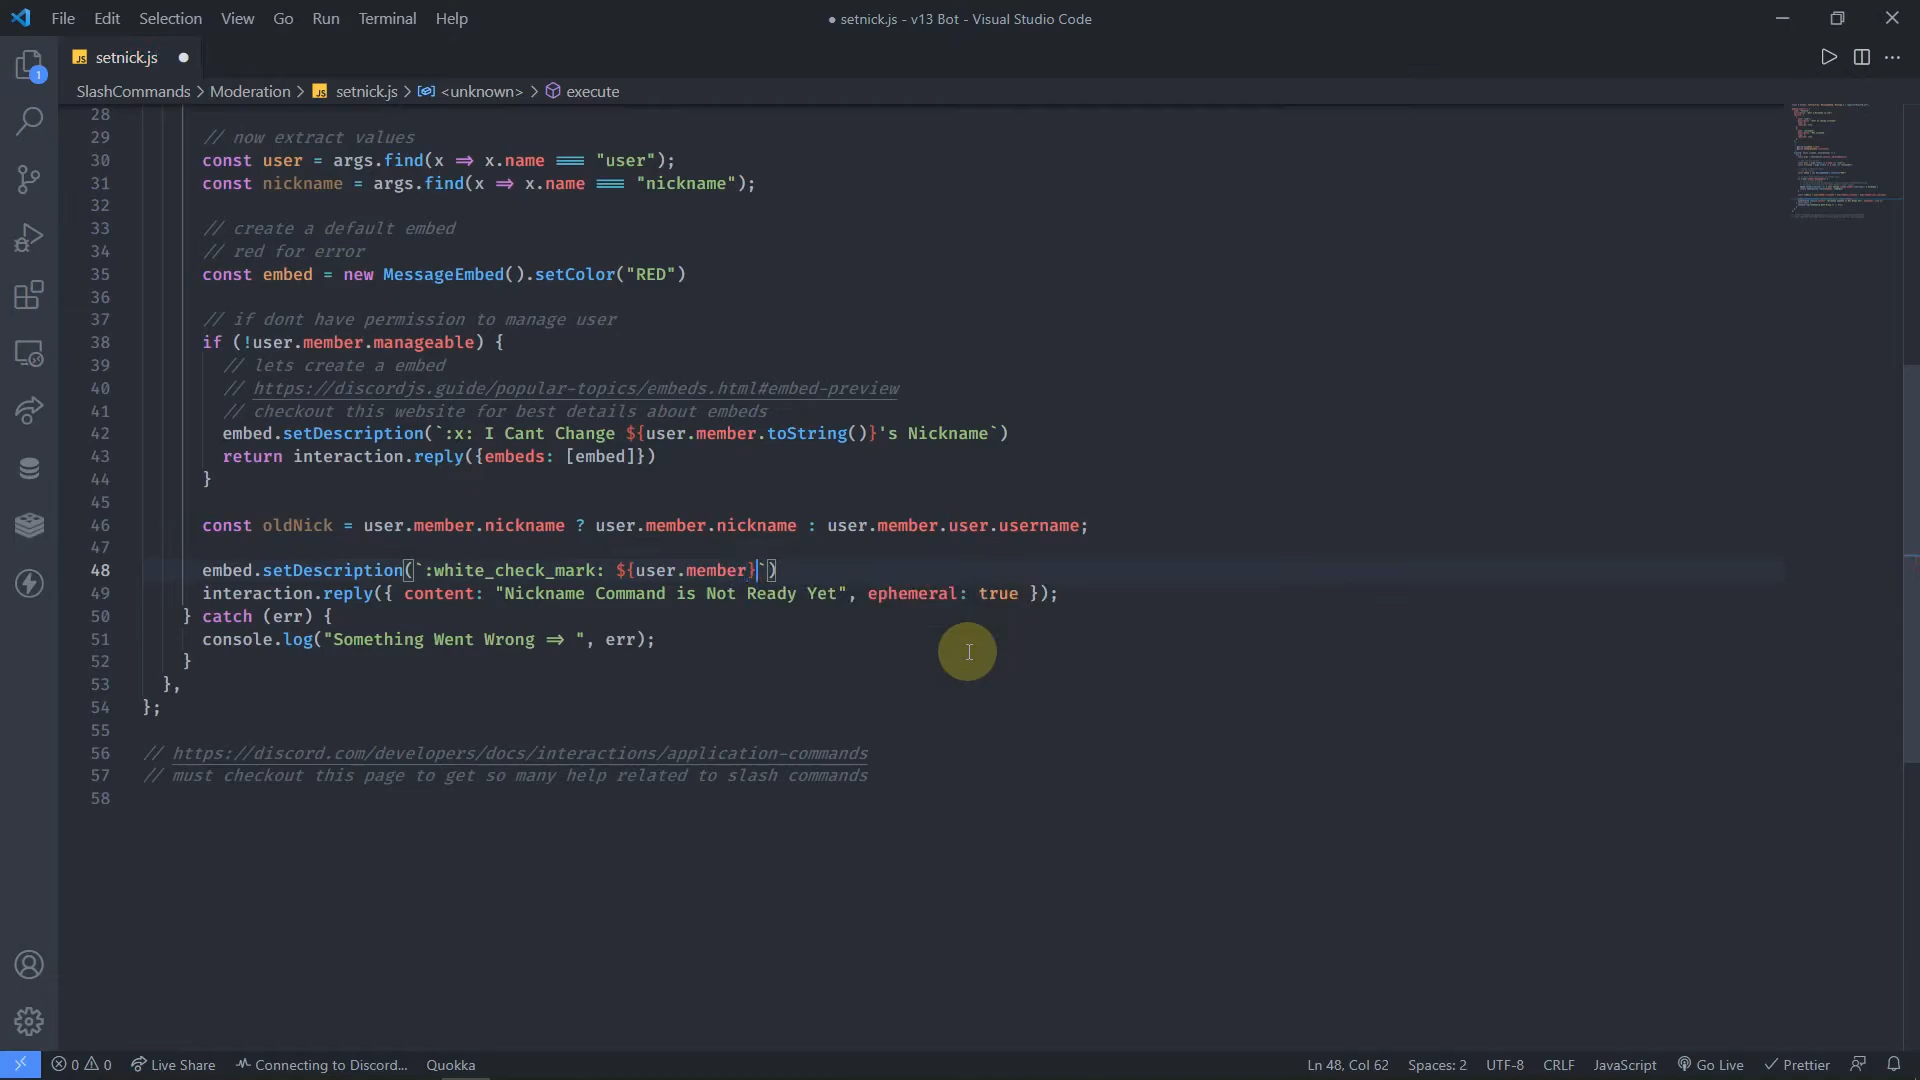 File Edit Selection View Go Run Terminal Help
● setnick.js - v13 Bot - Visual Studio Code
JS setnick.js ●
SlashCommands > Moderation > JS setnick.js > <unknown> > execute
1
28
29 // now extract values
30 const user = args.find(x => x.name === "user");
31 const nickname = args.find(x => x.name === "nickname");
32
33 // create a default embed
34 // red for error
35 const embed = new MessageEmbed().setColor("RED")
36
37 // if dont have permission to manage user
38 if (!user.member.manageable) {
39 // lets create a embed
40 // https://discordjs.guide/popular-topics/embeds.html#embed-preview
41 // checkout this website for best details about embeds
42 embed.setDescription(`:x: I Cant Change ${user.member.toString()}'s Nickname`)
43 return interaction.reply({embeds: [embed]})
44 }
45
46 const oldNick = user.member.nickname ? user.member.nickname : user.member.user.username;
47
48 embed.setDescription(`:white_check_mark: ${user.member}`)
49 interaction.reply({ content: "Nickname Command is Not Ready Yet", ephemeral: true });
50 } catch (err) {
51 console.log("Something Went Wrong => ", err);
52 }
53 },
54 };
55
56 // https://discord.com/developers/docs/interactions/application-commands
57 // must checkout this page to get so many help related to slash commands
58
0 0 Live Share Connecting to Discord... Quokka Ln 48, Col 62 Spaces: 2 UTF-8 CRLF JavaScript Go Live Prettier